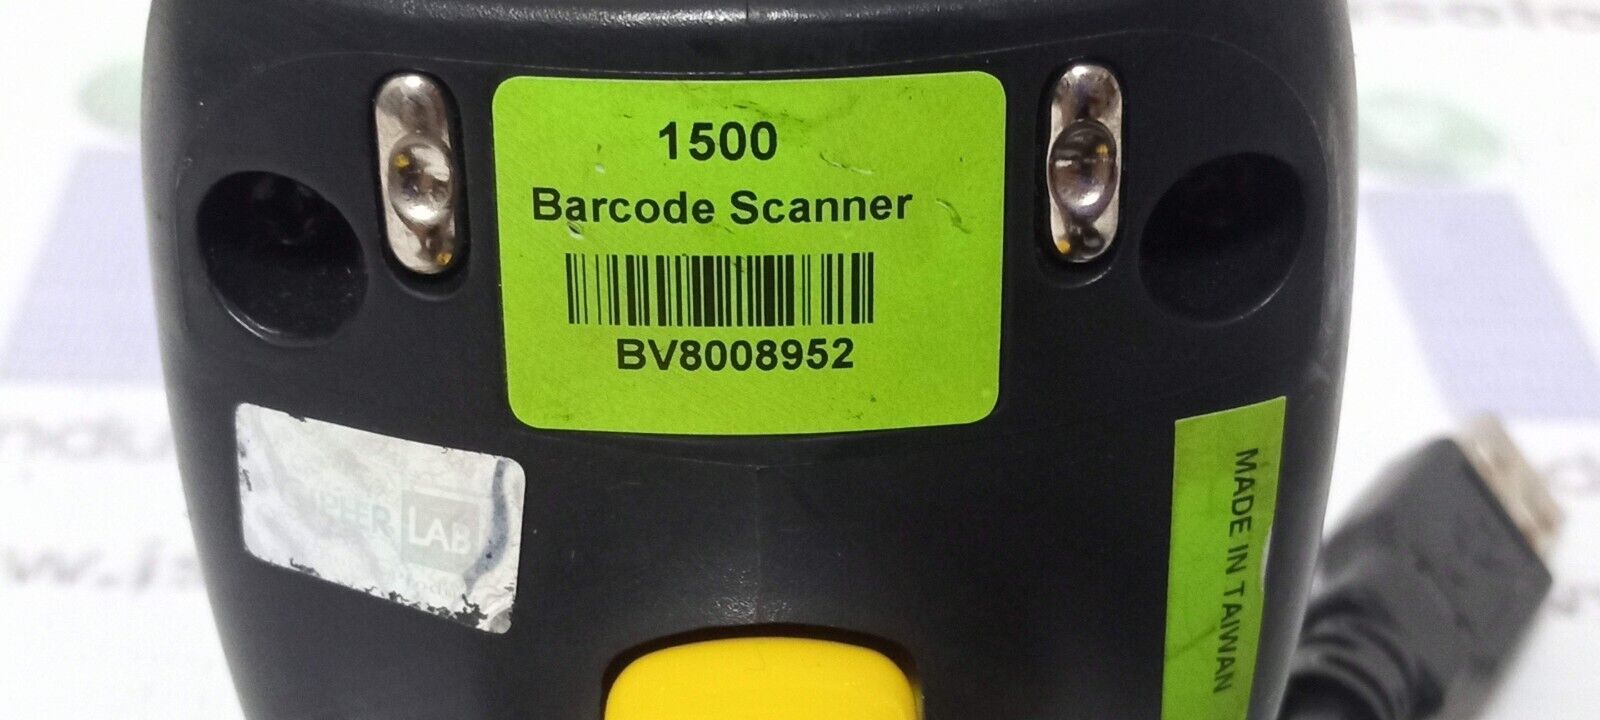 1500
Barcode Scanner
BV8008952
LAB
MADE IN TAIWAN